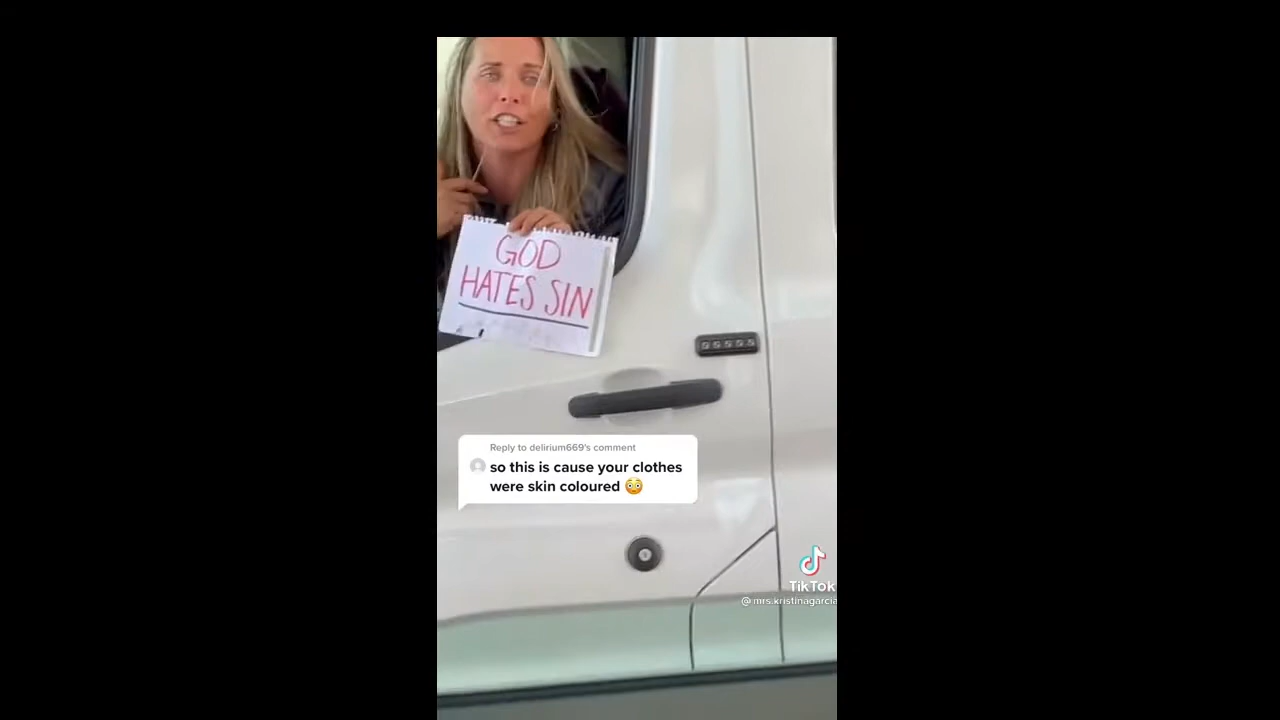 GOD
HATES SIN
Reply to delirium669's comment
so this is cause your clothes
were skin coloured 😳
TikTok
@mrs.kristinagarcia